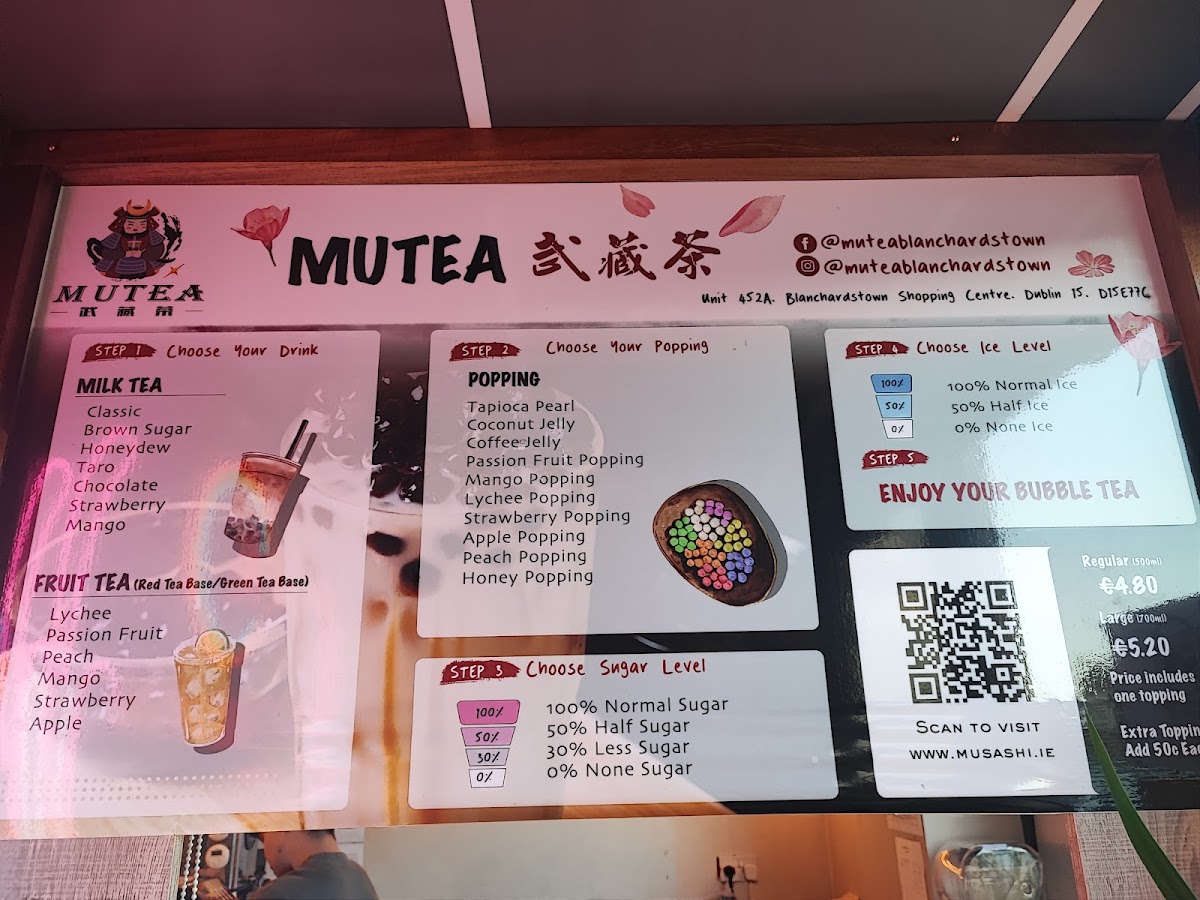 MUTEA
武藏茶
MUTEA 武藏茶
@muteablanchardstown
@muteablanchardstown
Unit 452A. Blanchardstown Shopping Centre. Dublin 15. D15E77C
STEP 1 Choose Your Drink
MILK TEA
Classic
Brown Sugar
Honeydew
Taro
Chocolate
Strawberry
Mango
FRUIT TEA (Red Tea Base/Green Tea Base)
Lychee
Passion Fruit
Peach
Mango
Strawberry
Apple
STEP 2 Choose Your Popping
POPPING
Tapioca Pearl
Coconut Jelly
Coffee Jelly
Passion Fruit Popping
Mango Popping
Lychee Popping
Strawberry Popping
Apple Popping
Peach Popping
Honey Popping
STEP 3 Choose Sugar Level
100%
50%
30%
0%
100% Normal Sugar
50% Half Sugar
30% Less Sugar
0% None Sugar
STEP 4 Choose Ice Level
100%
50%
0%
100% Normal Ice
50% Half Ice
0% None Ice
STEP 5
ENJOY YOUR BUBBLE TEA
SCAN TO VISIT
WWW.MUSASHI.IE
Regular (500ml)
€4.80
Large (700ml)
€5.20
Price includes
one topping
Extra Toppin
Add 50c Eac